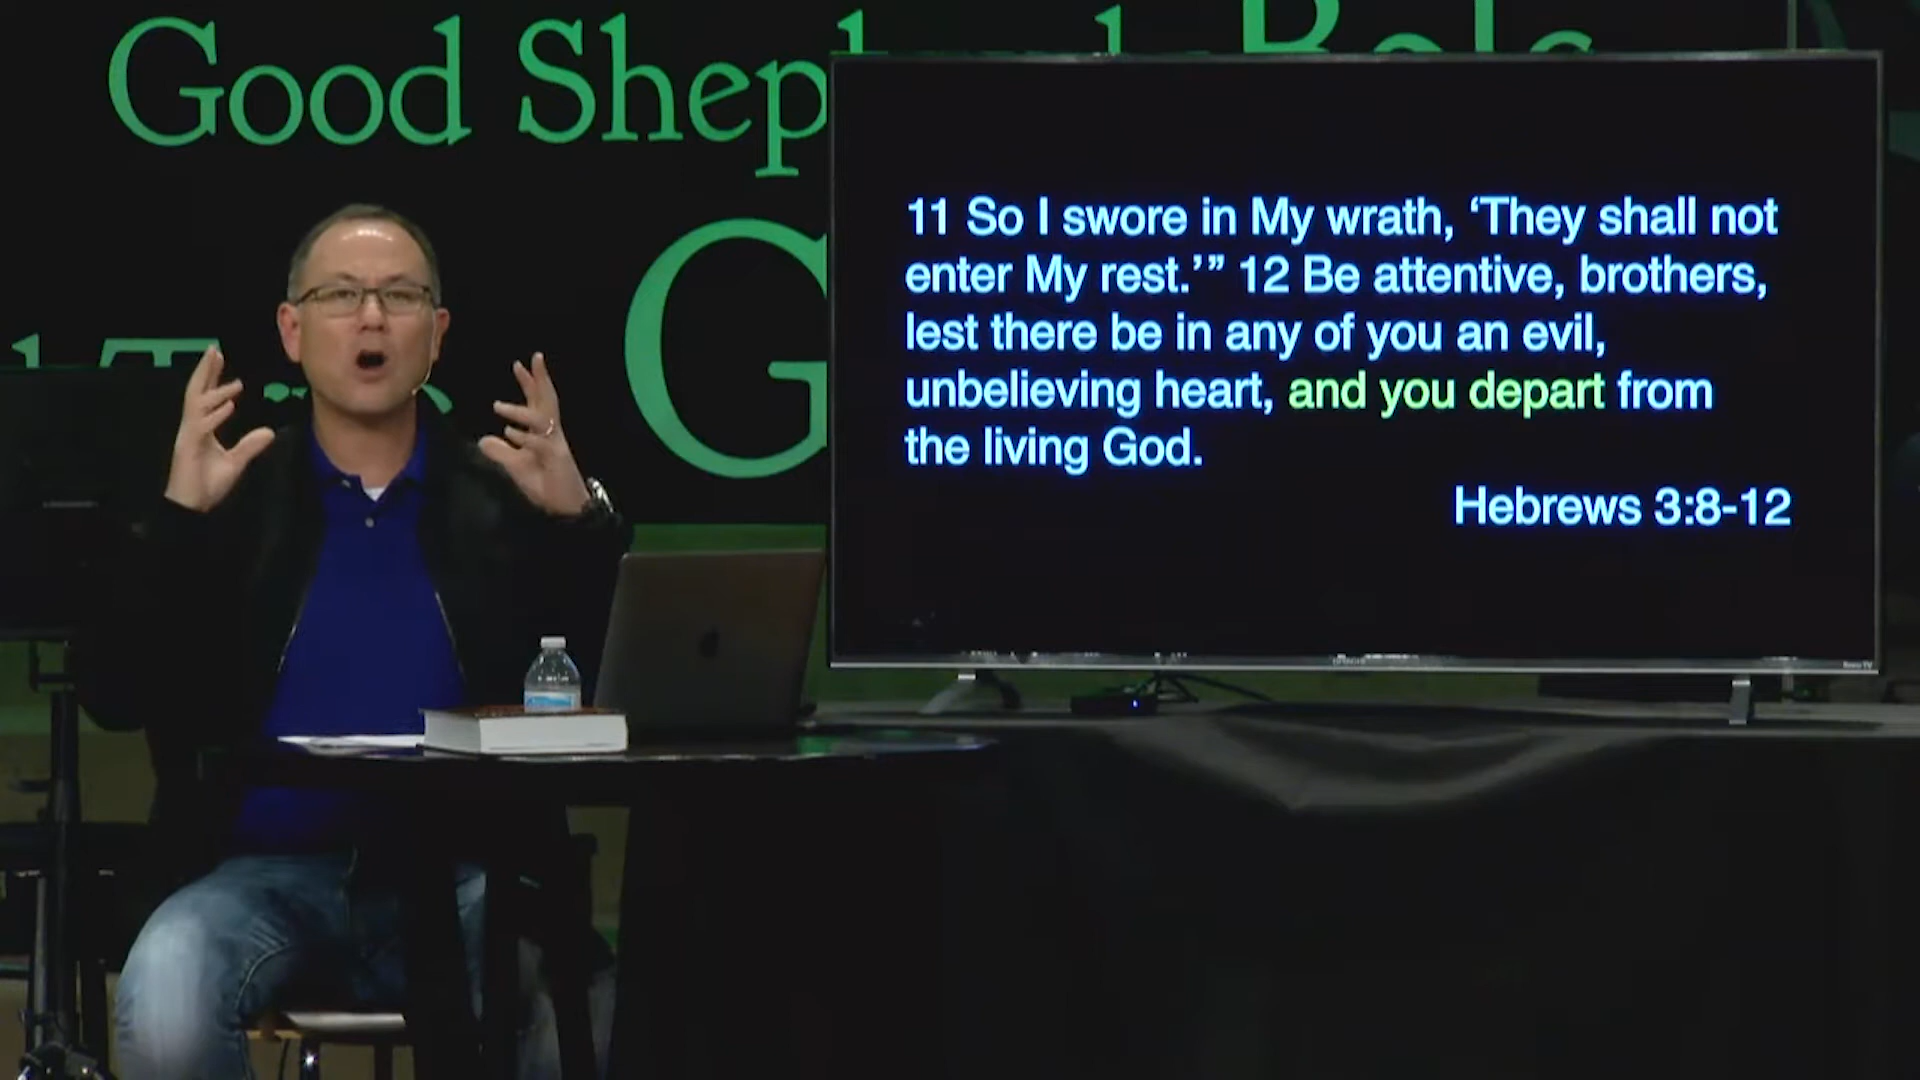 Good Shep
G
11 So I swore in My wrath, ‘They shall not
enter My rest.’” 12 Be attentive, brothers,
lest there be in any of you an evil,
unbelieving heart, and you depart from
the living God.
Hebrews 3:8-12
Roku TV